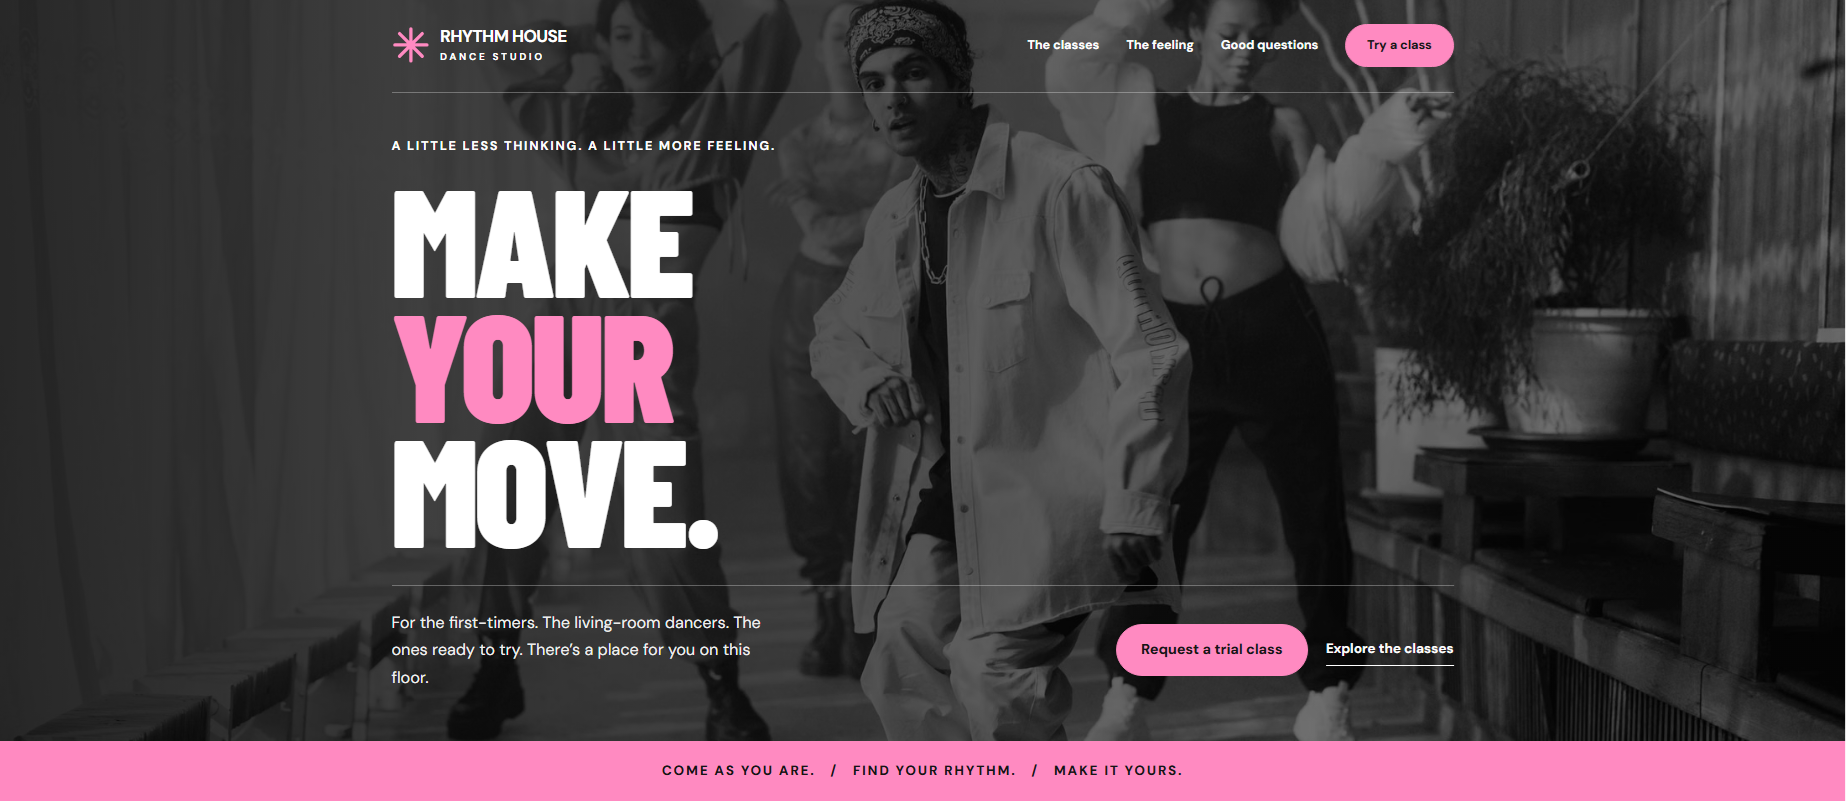 RHYTHM HOUSE
DANCE STUDIO
The classes
The feeling
Good questions
Try a class
A LITTLE LESS THINKING. A LITTLE MORE FEELING.
MAKE
YOUR
MOVE.
For the first-timers. The living-room dancers. The
ones ready to try. There’s a place for you on this
floor.
Request a trial class
Explore the classes
COME AS YOU ARE. / FIND YOUR RHYTHM. / MAKE IT YOURS.